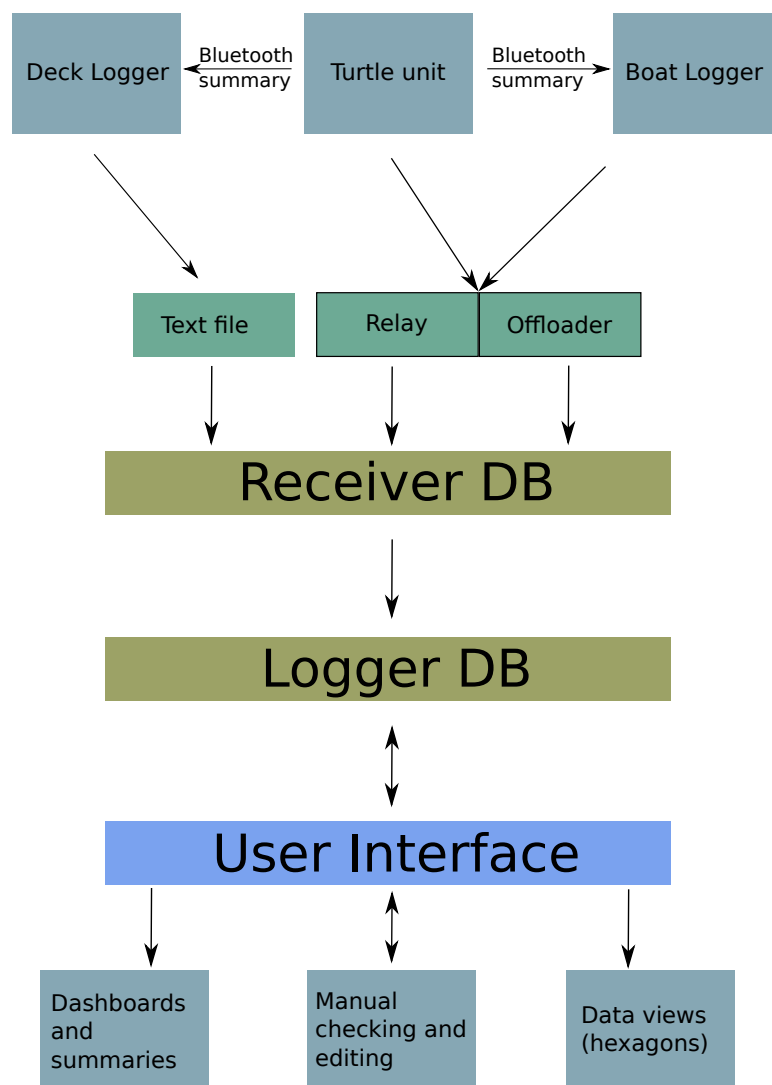 Deck Logger
Bluetooth
summary
Turtle unit
Bluetooth
summary
Boat Logger
Text file
Relay
Offloader
Receiver DB
Logger DB
User Interface
Dashboards
and
summaries
Manual
checking and
editing
Data views
(hexagons)